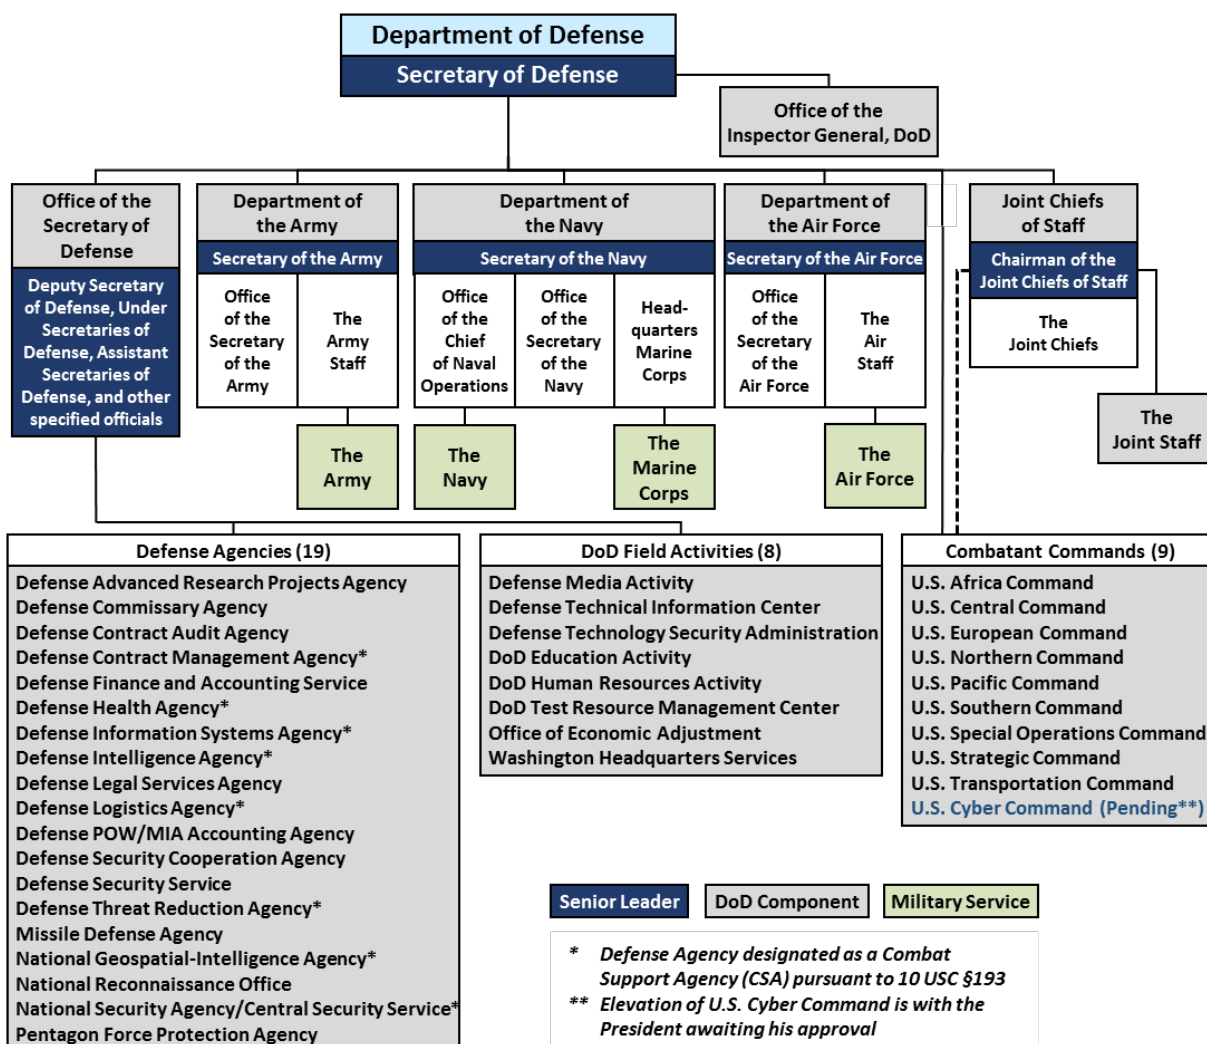 Department of Defense
Secretary of Defense
Office of the
Inspector General, DoD
Office of the
Secretary of
Defense
Deputy Secretary
of Defense, Under
Secretaries of
Defense, Assistant
Secretaries of
Defense, and other
specified officials
Department of
the Army
Secretary of the Army
Office
of the
Secretary
of the
Army
The
Army
Staff
The
Army
Department of
the Navy
Secretary of the Navy
Office
of the
Chief
of Naval
Operations
Office
of the
Secretary
of the
Navy
Head-
quarters
Marine
Corps
The
Navy
The
Marine
Corps
Department of
the Air Force
Secretary of the Air Force
Office
of the
Secretary
of the
Air Force
The
Air
Staff
The
Air Force
Joint Chiefs
of Staff
Chairman of the
Joint Chiefs of Staff
The
Joint Chiefs
The
Joint Staff
Defense Agencies (19)
Defense Advanced Research Projects Agency
Defense Commissary Agency
Defense Contract Audit Agency
Defense Contract Management Agency*
Defense Finance and Accounting Service
Defense Health Agency*
Defense Information Systems Agency*
Defense Intelligence Agency*
Defense Legal Services Agency
Defense Logistics Agency*
Defense POW/MIA Accounting Agency
Defense Security Cooperation Agency
Defense Security Service
Defense Threat Reduction Agency*
Missile Defense Agency
National Geospatial-Intelligence Agency*
National Reconnaissance Office
National Security Agency/Central Security Service*
Pentagon Force Protection Agency
DoD Field Activities (8)
Defense Media Activity
Defense Technical Information Center
Defense Technology Security Administration
DoD Education Activity
DoD Human Resources Activity
DoD Test Resource Management Center
Office of Economic Adjustment
Washington Headquarters Services
Combatant Commands (9)
U.S. Africa Command
U.S. Central Command
U.S. European Command
U.S. Northern Command
U.S. Pacific Command
U.S. Southern Command
U.S. Special Operations Command
U.S. Strategic Command
U.S. Transportation Command
U.S. Cyber Command (Pending**)
Senior Leader
DoD Component
Military Service
* Defense Agency designated as a Combat
Support Agency (CSA) pursuant to 10 USC §193
** Elevation of U.S. Cyber Command is with the
President awaiting his approval